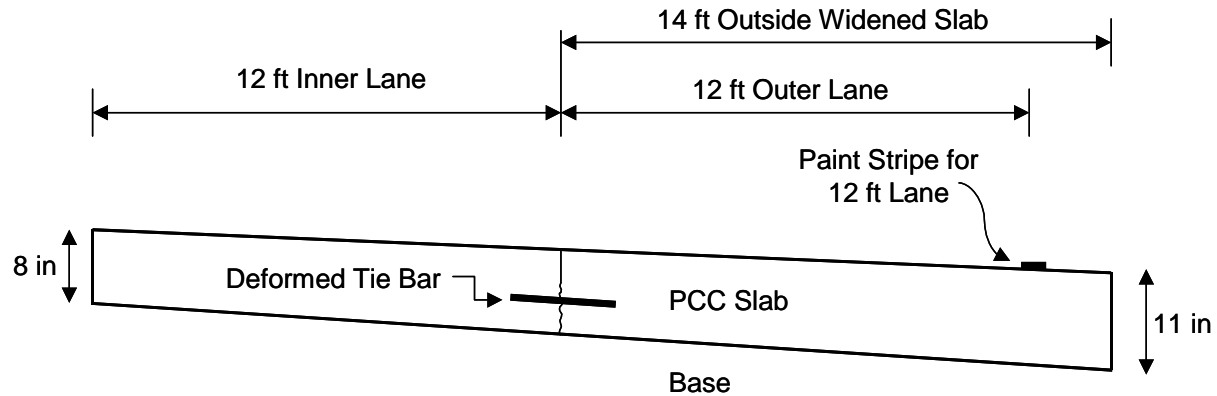 14 ft Outside Widened Slab
12 ft Inner Lane
12 ft Outer Lane
Paint Stripe for
12 ft Lane
8 in
Deformed Tie Bar
PCC Slab
11 in
Base